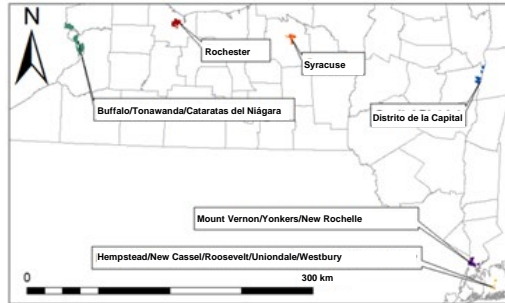 N
Rochester
Syracuse
Buffalo/Tonawanda/Cataratas del Niágara
Distrito de la Capital
Mount Vernon/Yonkers/New Rochelle
Hempstead/New Cassel/Roosevelt/Uniondale/Westbury
0 300 km